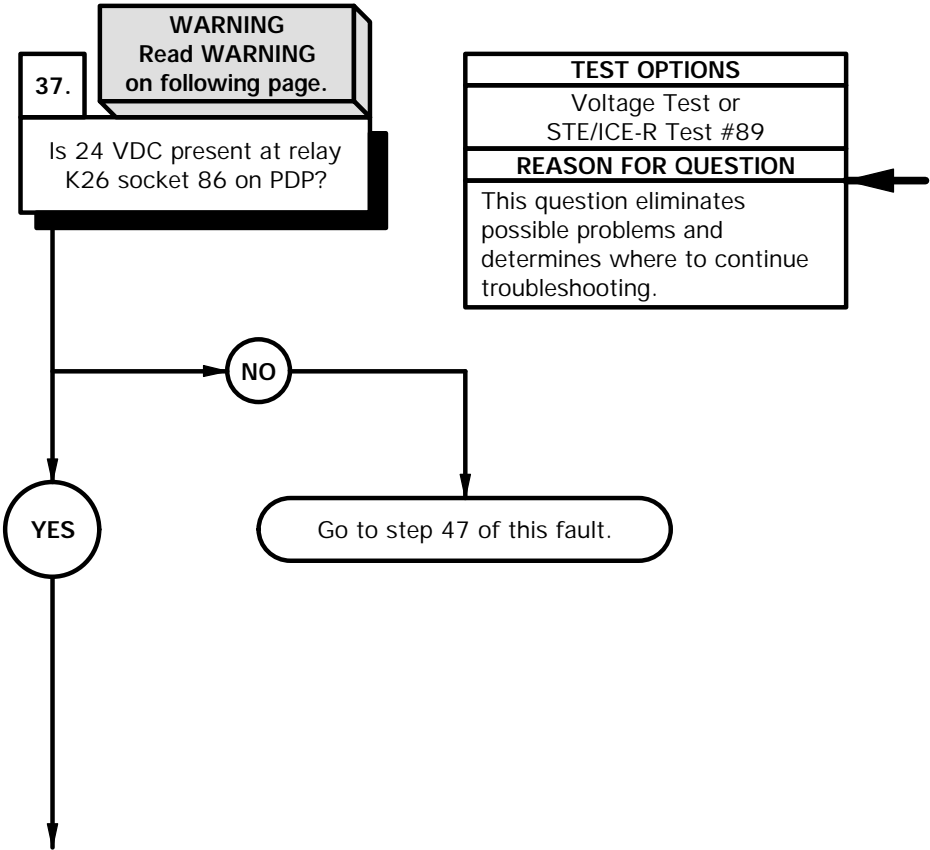 WARNING
Read WARNING
on following page.
37.
Is 24 VDC present at relay
K26 socket 86 on PDP?
TEST OPTIONS
Voltage Test or
STE/ICE-R Test #89
REASON FOR QUESTION
This question eliminates
possible problems and
determines where to continue
troubleshooting.
NO
YES
Go to step 47 of this fault.